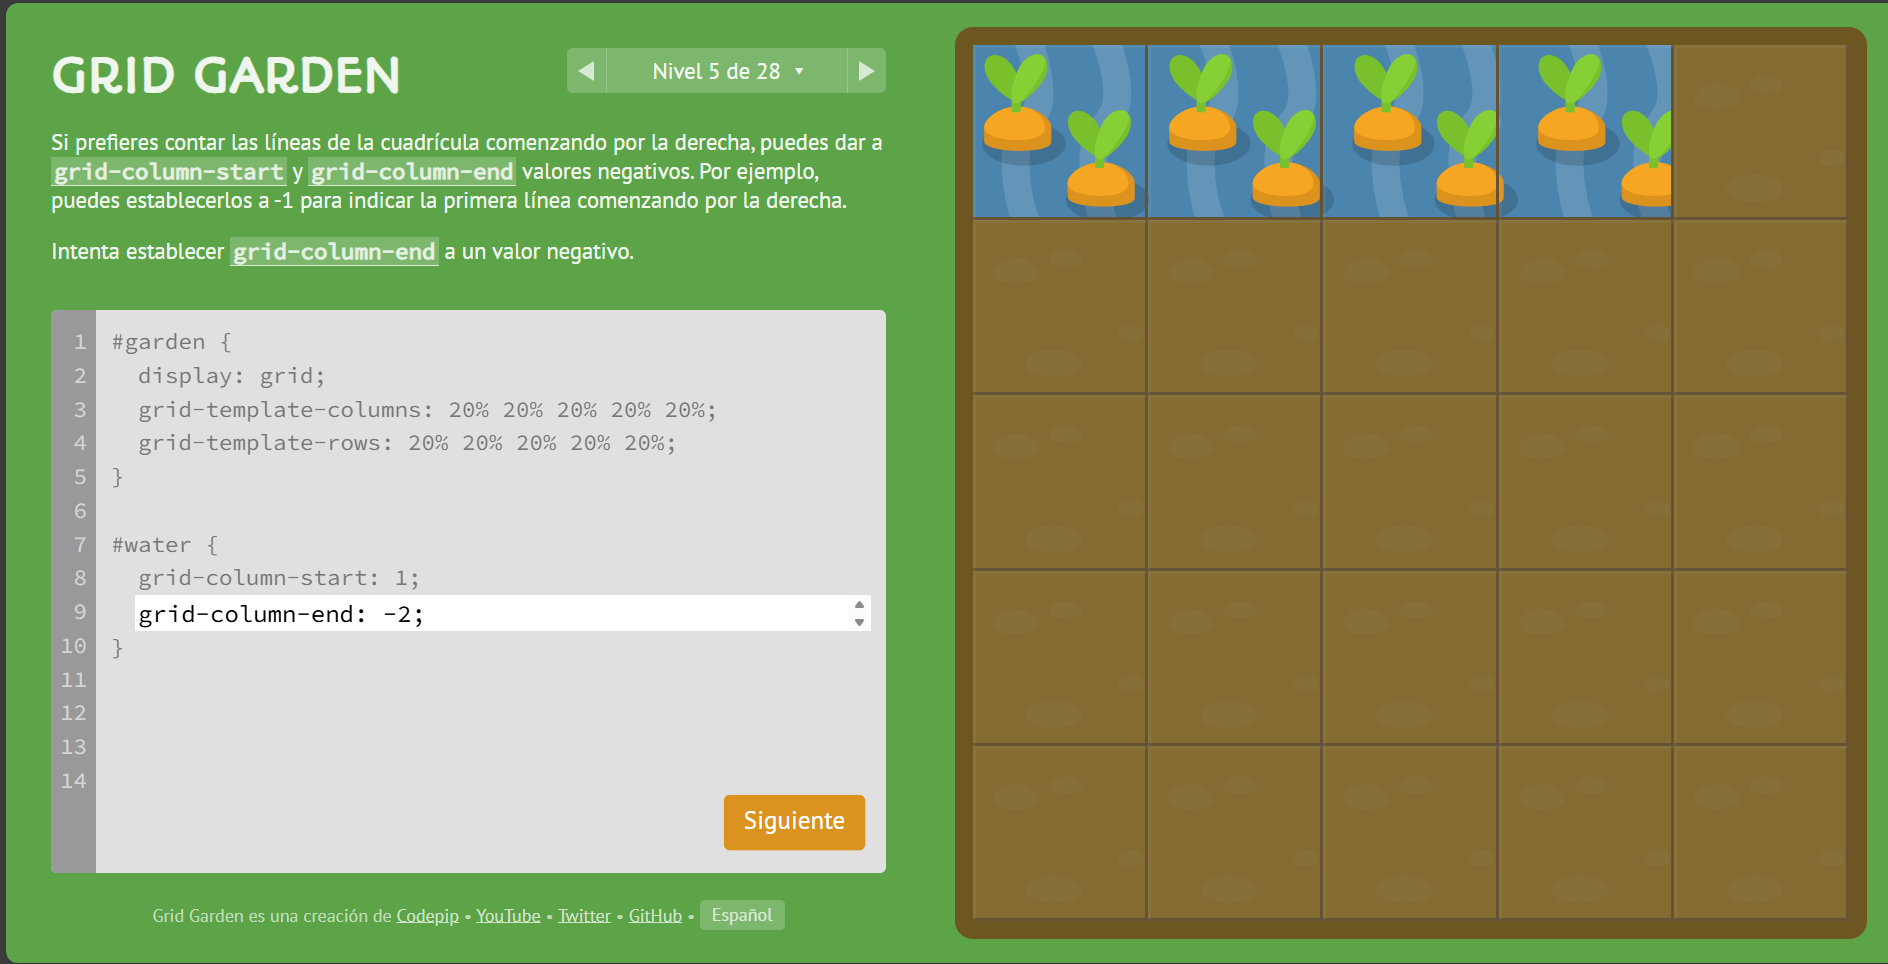 GRID GARDEN
Nivel 5 de 28
Si prefieres contar las líneas de la cuadrícula comenzando por la derecha, puedes dar a
grid-column-start y grid-column-end valores negativos. Por ejemplo,
puedes establecerlos a -1 para indicar la primera línea comenzando por la derecha.
Intenta establecer grid-column-end a un valor negativo.
1 #garden {
2 display: grid;
3 grid-template-columns: 20% 20% 20% 20% 20%;
4 grid-template-rows: 20% 20% 20% 20% 20%;
5 }
6
7 #water {
8 grid-column-start: 1;
9 grid-column-end: -2;
10 }
11
12
13
14
Siguiente
Grid Garden es una creación de Codepip • YouTube • Twitter • GitHub • Español